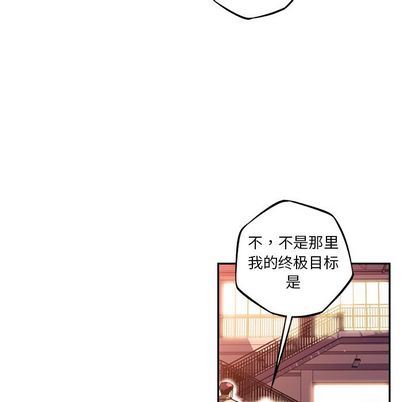 不，不是那里
我的终极目标
是